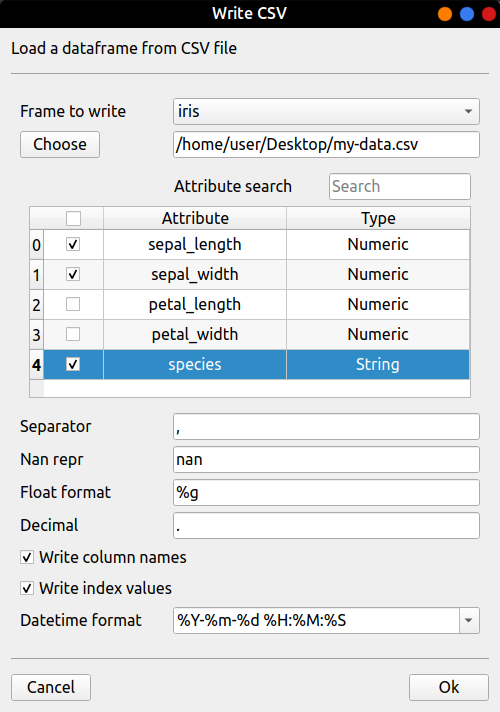 Write CSV
Load a dataframe from CSV file
Frame to write iris
Choose /home/user/Desktop/my-data.csv
Attribute search Search
Attribute Type
0 sepal_length Numeric
1 sepal_width Numeric
2 petal_length Numeric
3 petal_width Numeric
4 species String
Separator ,
Nan repr nan
Float format %g
Decimal .
Write column names
Write index values
Datetime format %Y-%m-%d %H:%M:%S
Cancel Ok